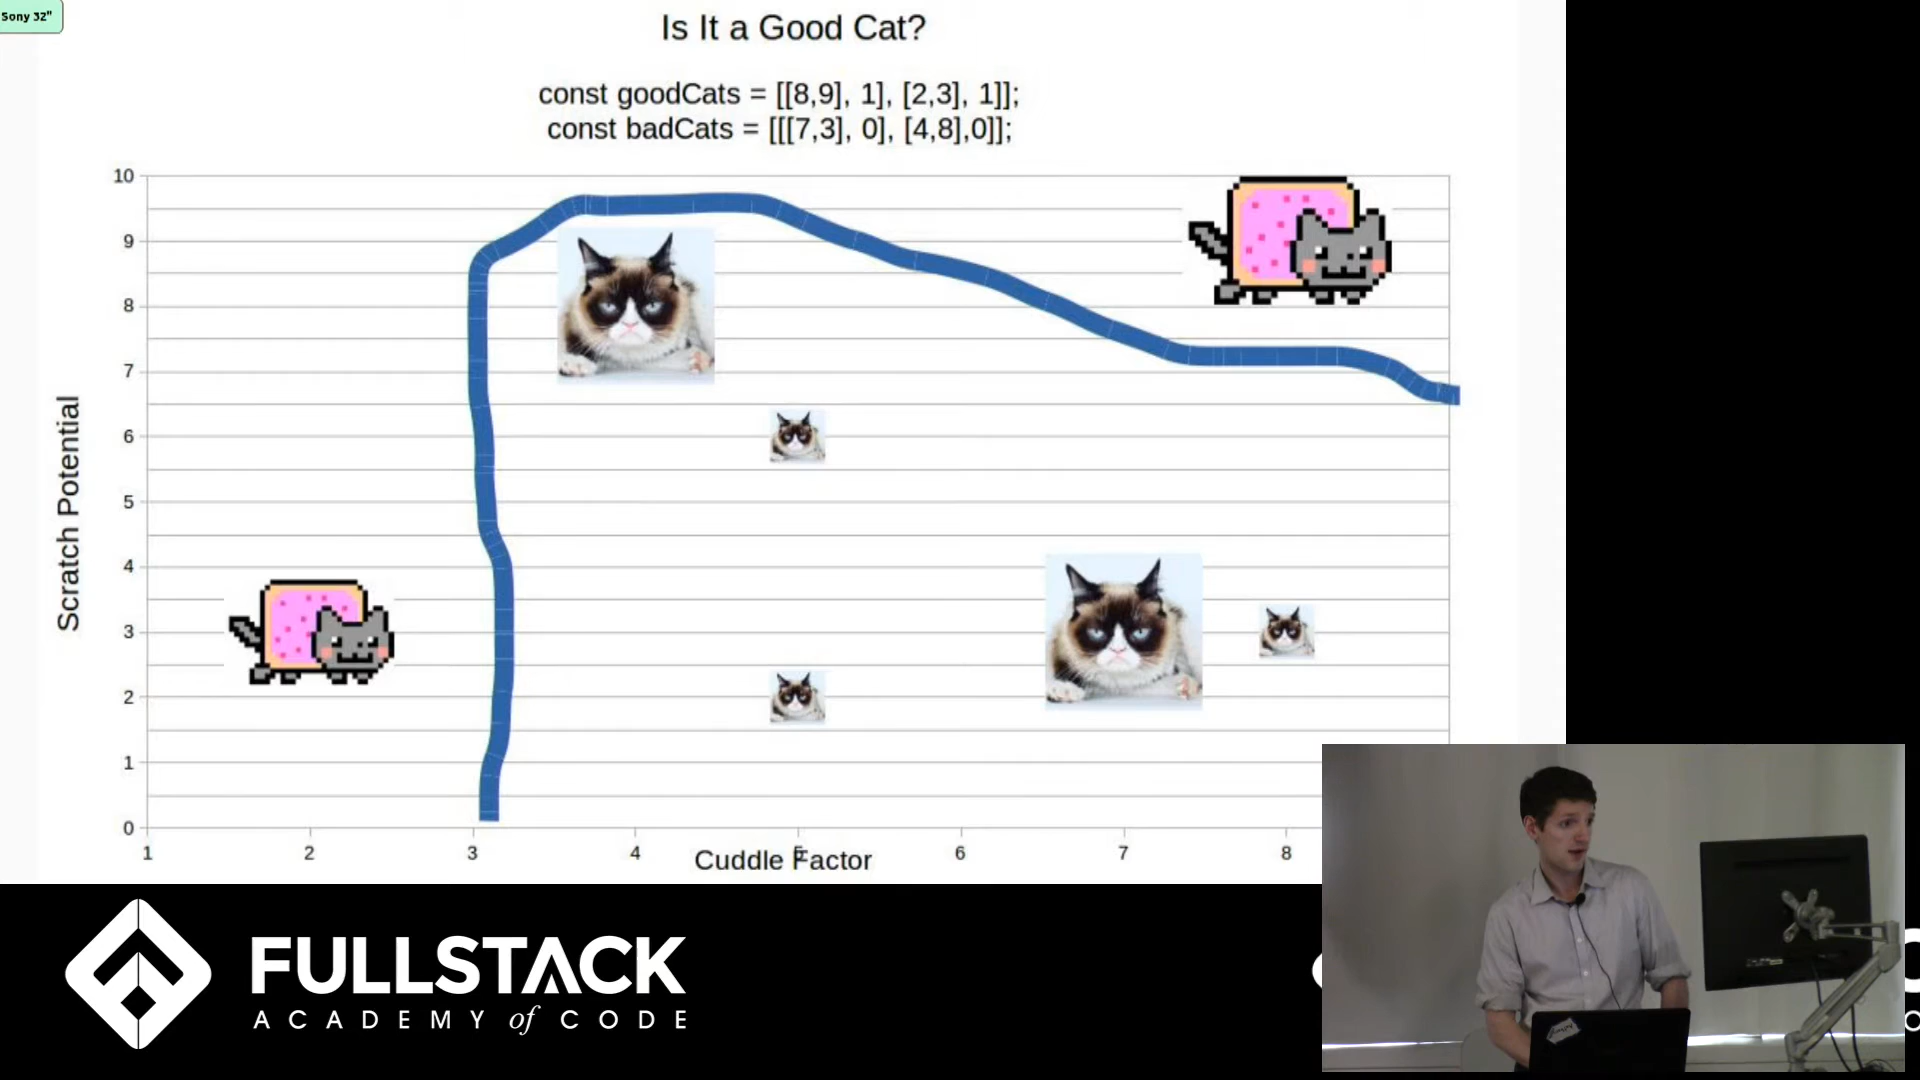 Sony 32"
Is It a Good Cat?
const goodCats = [[8,9], 1], [2,3], 1]];
const badCats = [[[7,3], 0], [4,8],0]];
10
9
8
7
6
5
4
3
2
1
0
Scratch Potential
1 2 3 4 5 6 7 8
Cuddle Factor
FULLSTACK
ACADEMY of CODE